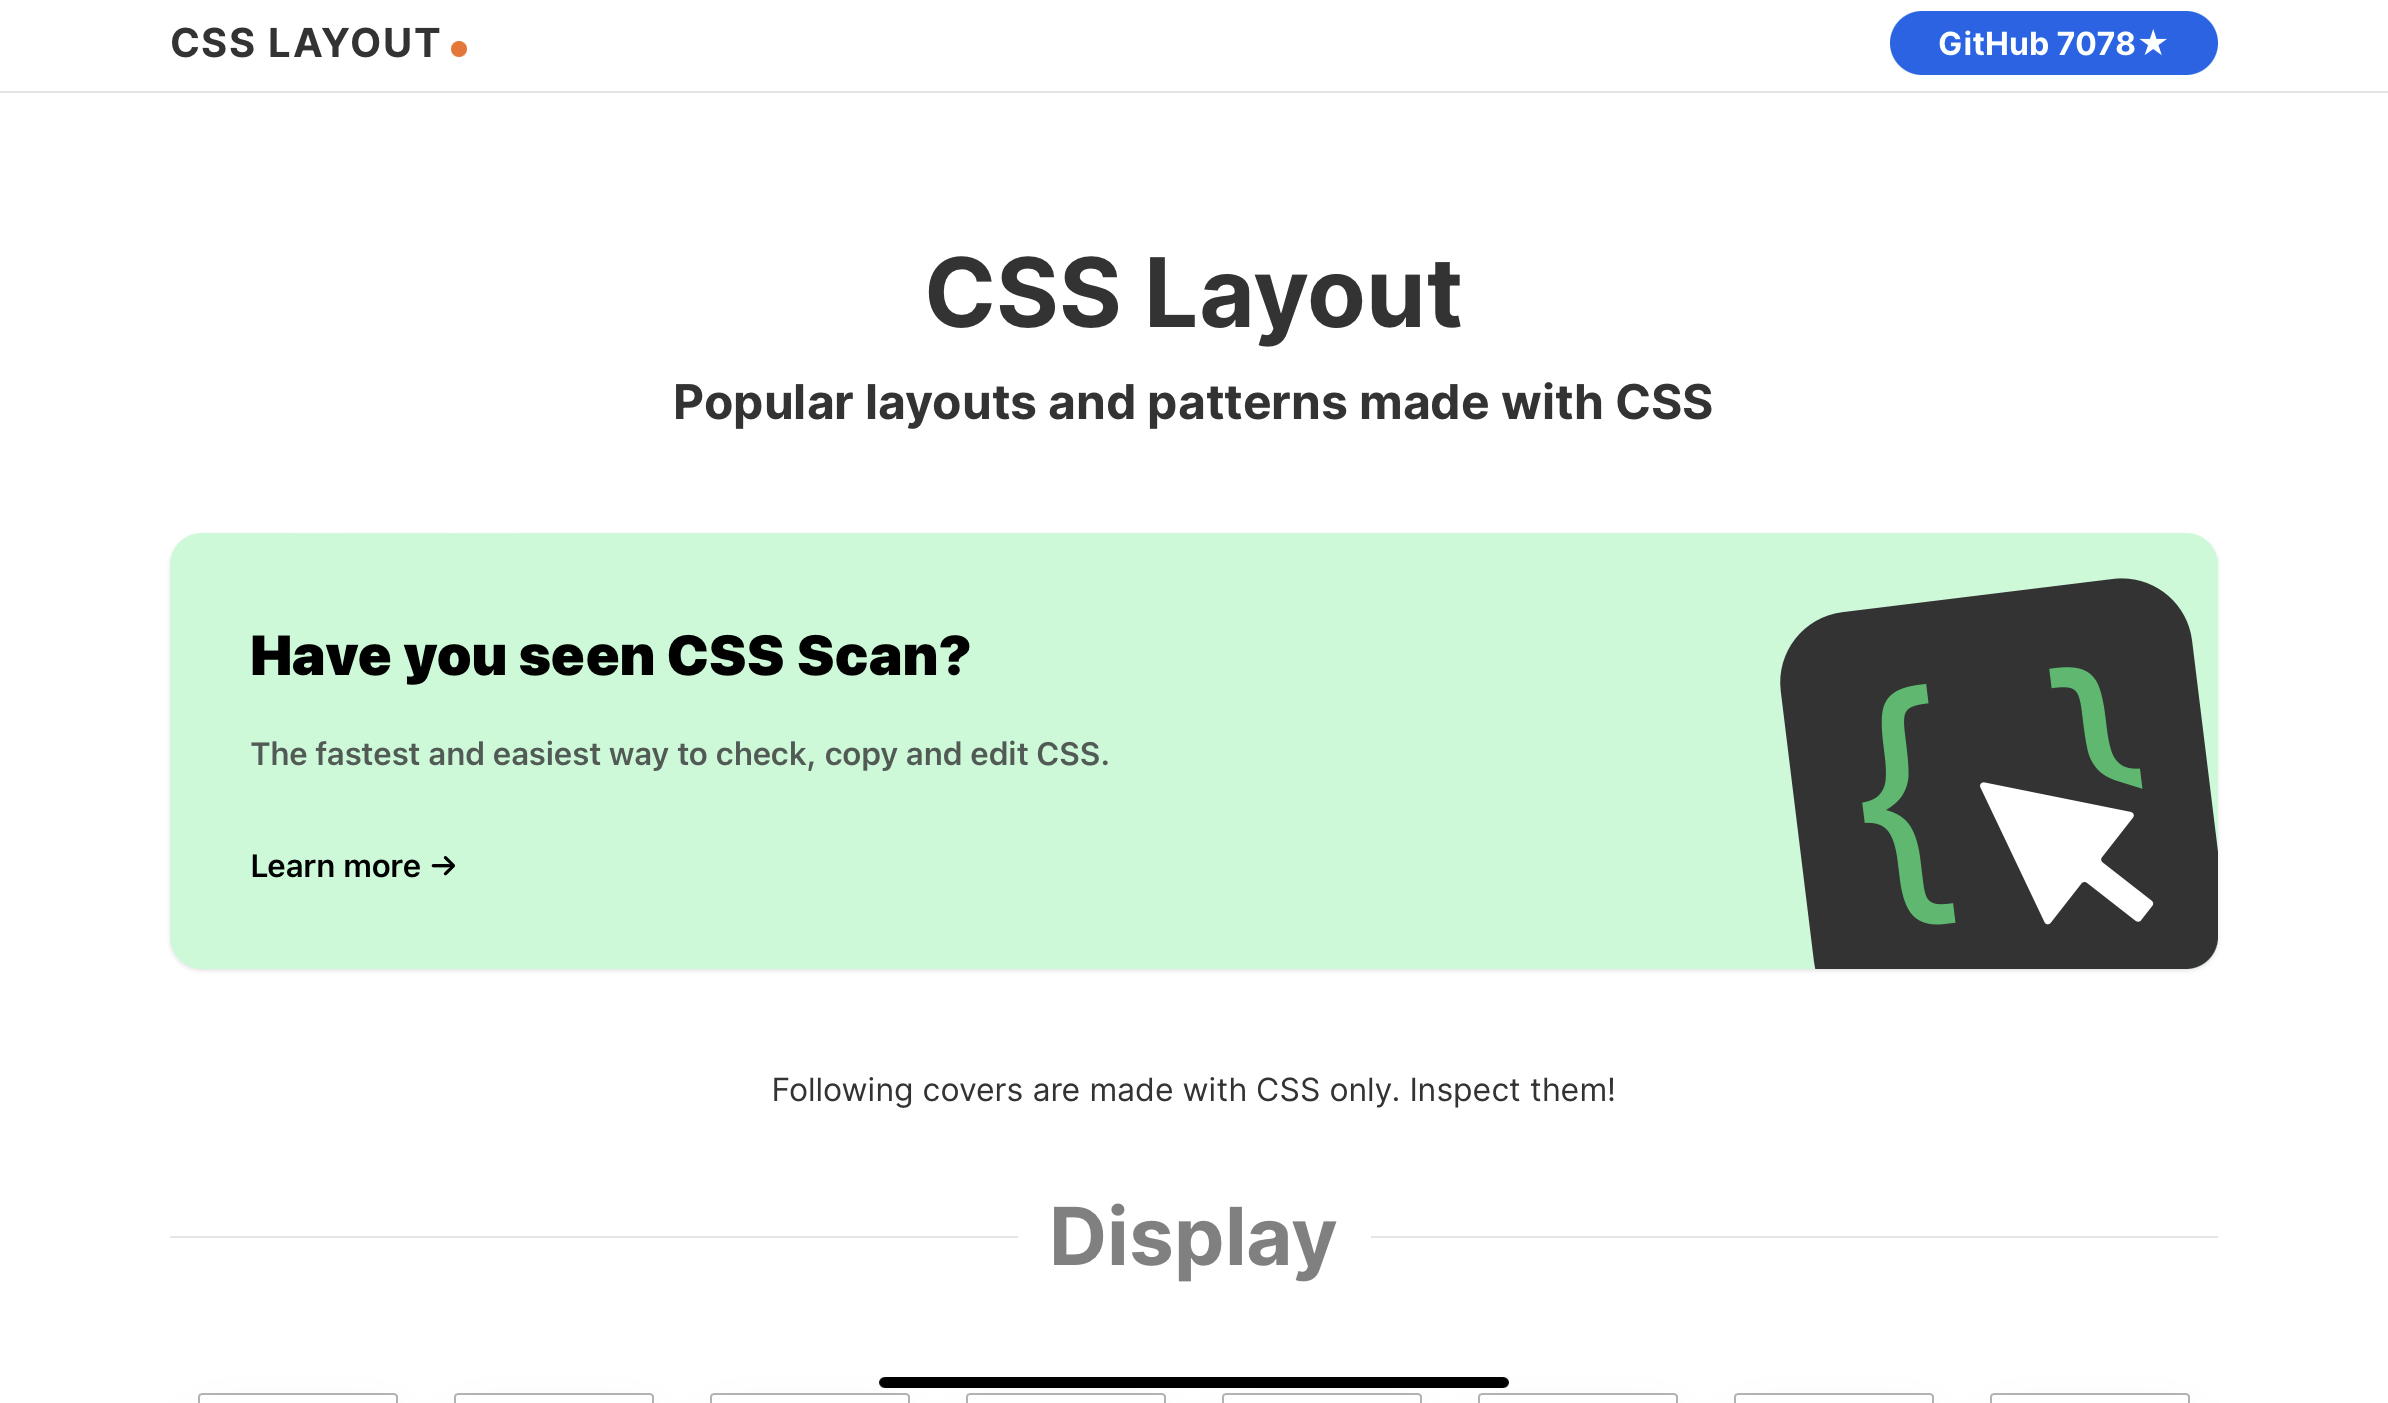 CSS LAYOUT
GitHub 7078★
CSS Layout
Popular layouts and patterns made with CSS
Have you seen CSS Scan?
The fastest and easiest way to check, copy and edit CSS.
Learn more →
{ }
Following covers are made with CSS only. Inspect them!
Display